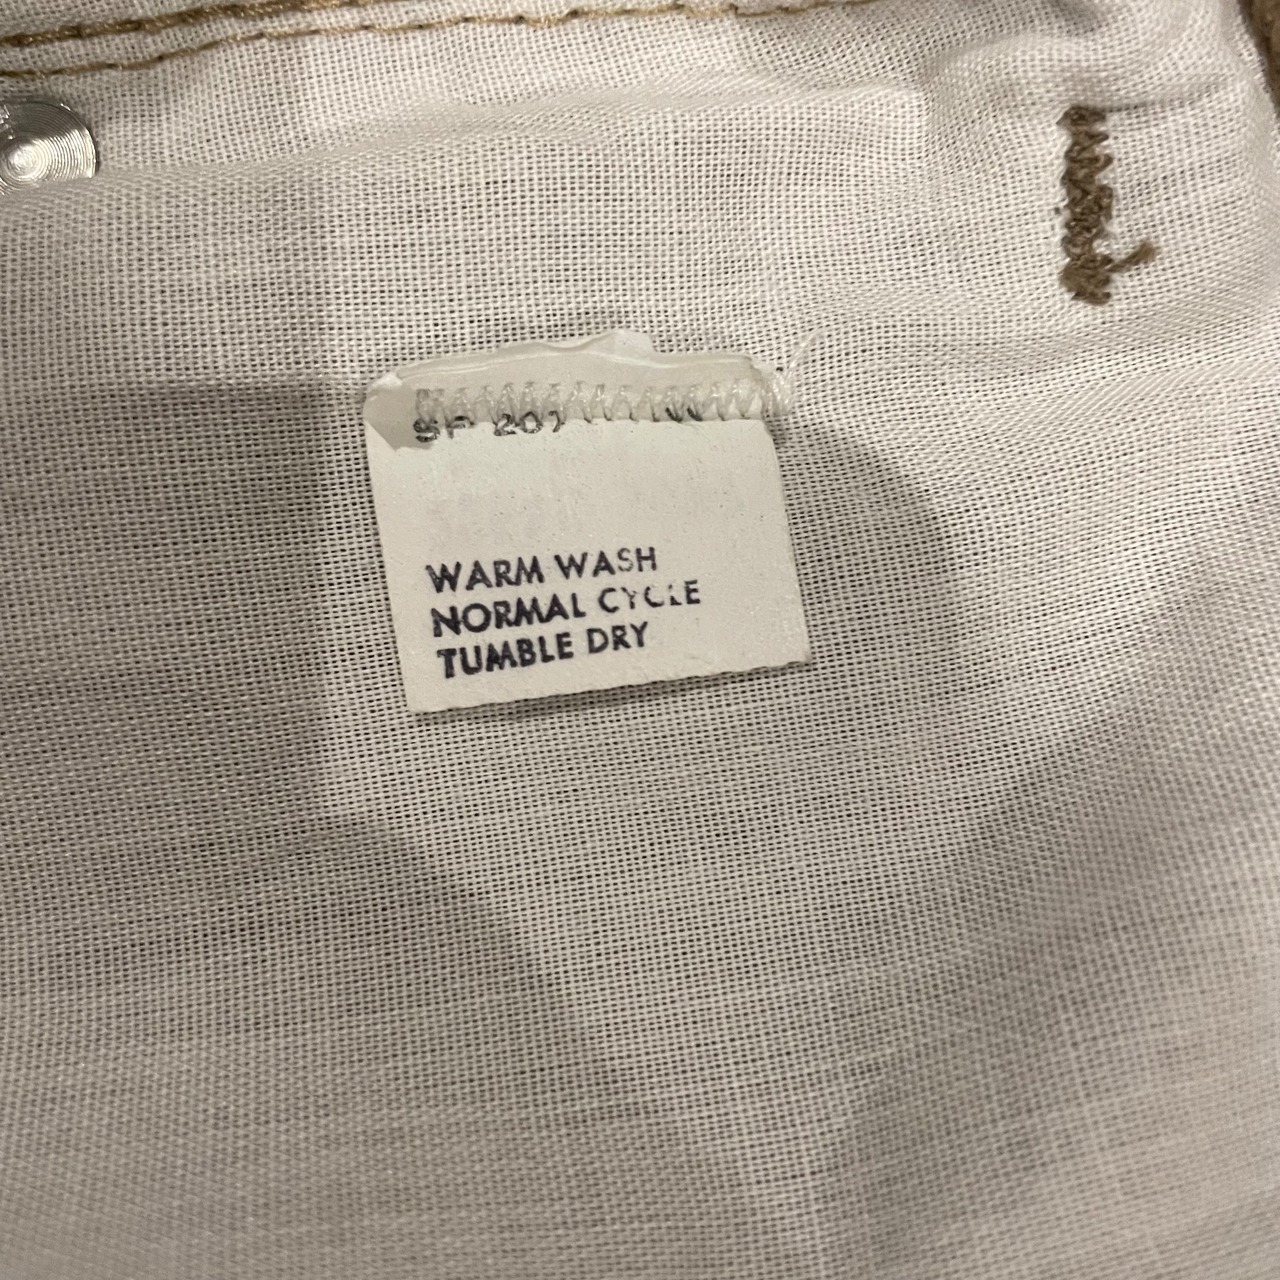 WARM WASH
NORMAL CYCLE
TUMBLE DRY